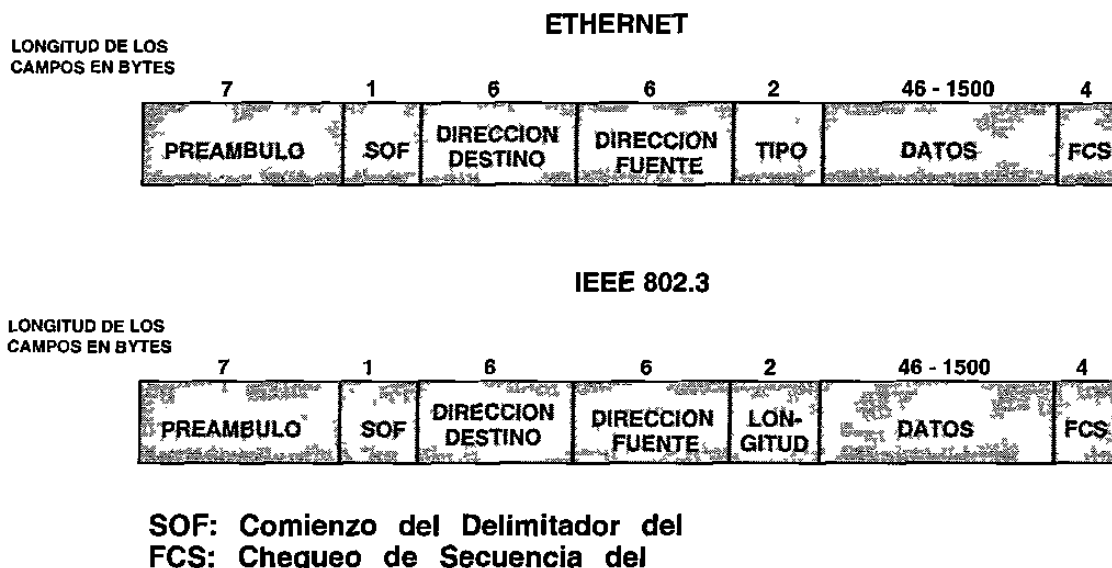 ETHERNET
LONGITUD DE LOS
CAMPOS EN BYTES
7 1 6 6 2 46 - 1500 4
PREAMBULO SOF DIRECCION DESTINO DIRECCION FUENTE TIPO DATOS FCS
IEEE 802.3
LONGITUD DE LOS
CAMPOS EN BYTES
7 1 6 6 2 46 - 1500 4
PREAMBULO SOF DIRECCION DESTINO DIRECCION FUENTE LON-GITUD DATOS FCS
SOF: Comienzo del Delimitador del
FCS: Chequeo de Secuencia del